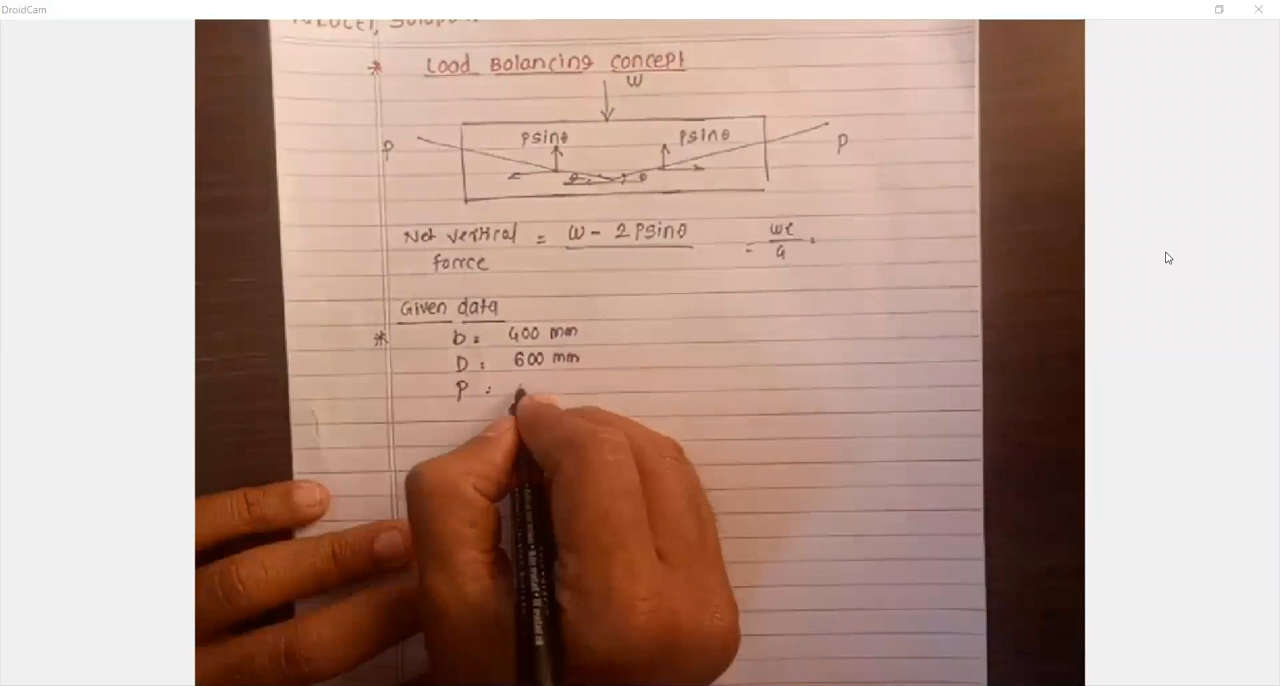 DroidCam
* Load Balancing Concept
W
Psinθ Psinθ
P P
θ θ
Net vertical = W - 2Psinθ = wl/4
force
Given data
* b = 400 mm
D : 600 mm
P :